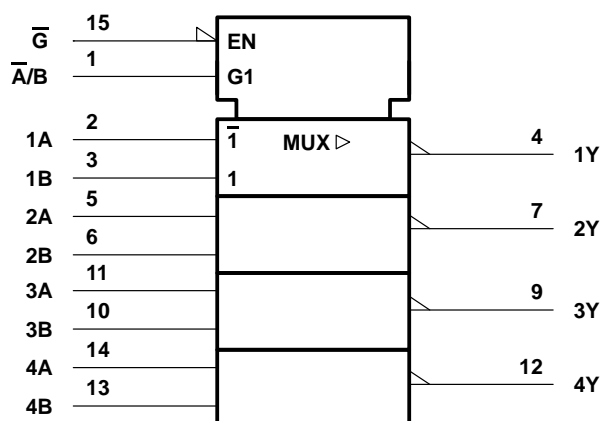 G̅ 15 EN
A̅/B 1 G1
1A 2 1̅ MUX ▷ 4 1Y
1B 3 1
2A 5 7 2Y
2B 6
3A 11 9 3Y
3B 10
4A 14 12 4Y
4B 13